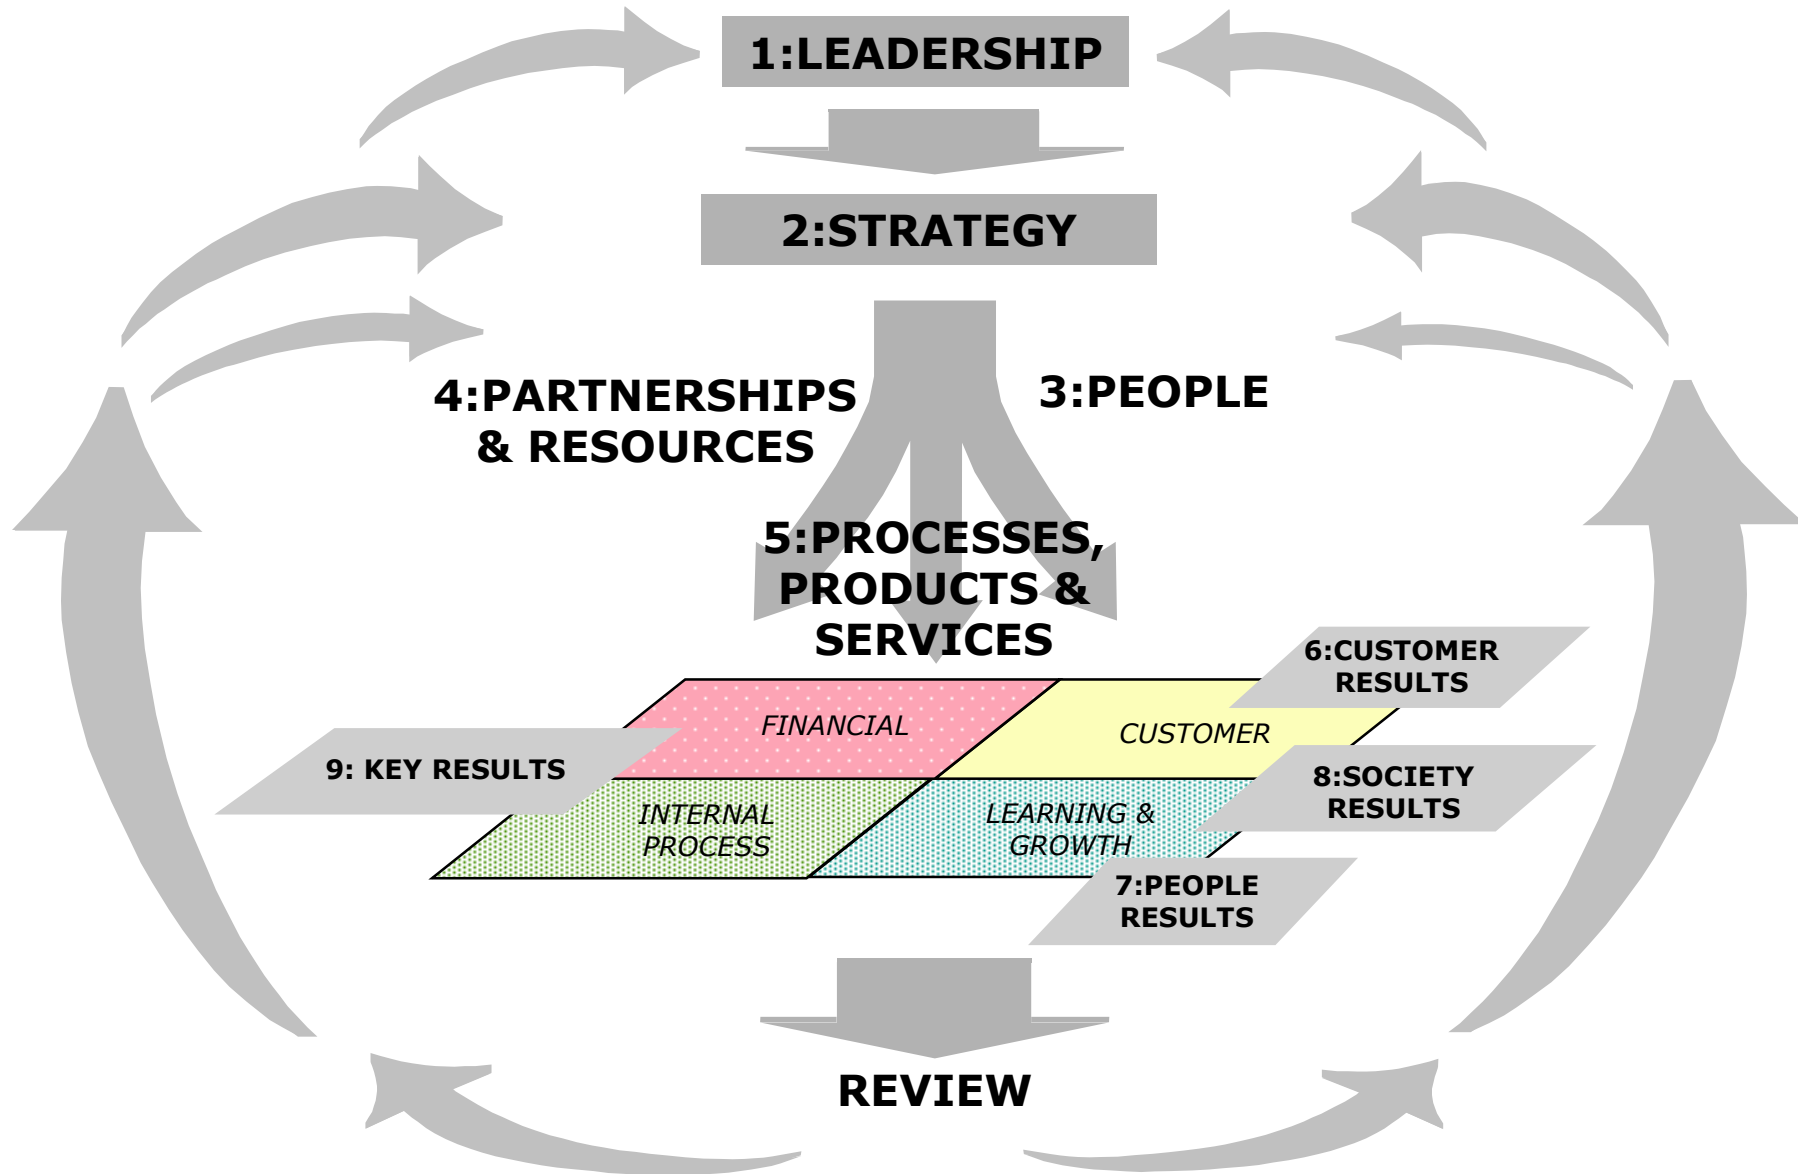 1:LEADERSHIP
2:STRATEGY
4:PARTNERSHIPS
& RESOURCES
3:PEOPLE
5:PROCESSES,
PRODUCTS &
SERVICES
6:CUSTOMER
RESULTS
FINANCIAL
CUSTOMER
9: KEY RESULTS
8:SOCIETY
RESULTS
INTERNAL
PROCESS
LEARNING &
GROWTH
7:PEOPLE
RESULTS
REVIEW